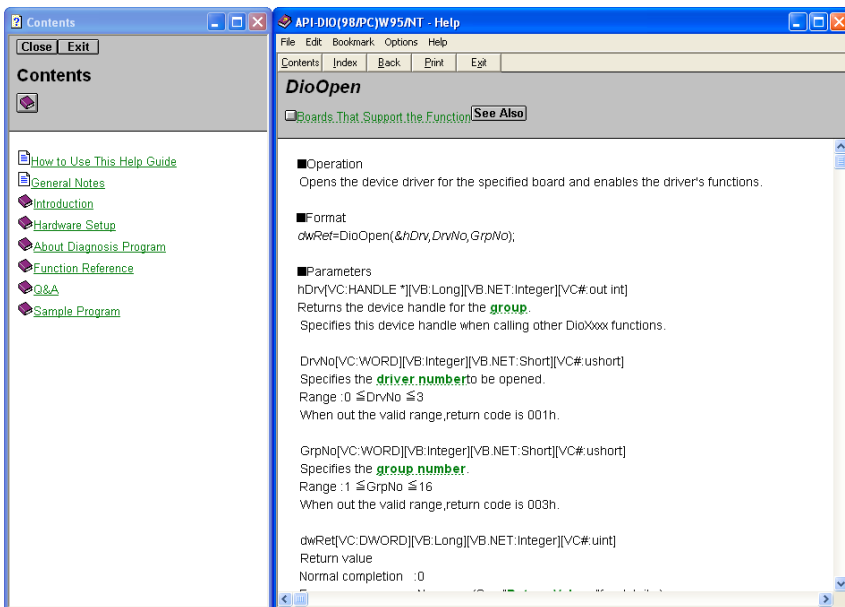 Contents
Close Exit
Contents
How to Use This Help Guide
General Notes
Introduction
Hardware Setup
About Diagnosis Program
Function Reference
Q&A
Sample Program
API-DIO(98/PC)W95/NT - Help
File Edit Bookmark Options Help
Contents Index Back Print Exit
DioOpen
Boards That Support the Function See Also
■Operation
Opens the device driver for the specified board and enables the driver's functions.
■Format
dwRet=DioOpen(&hDrv,DrvNo,GrpNo);
■Parameters
hDrv[VC:HANDLE *][VB:Long][VB.NET:Integer][VC#:out int]
Returns the device handle for the group.
Specifies this device handle when calling other DioXxxx functions.
DrvNo[VC:WORD][VB:Integer][VB.NET:Short][VC#:ushort]
Specifies the driver numberto be opened.
Range :0 ≦DrvNo ≦3
When out the valid range,return code is 001h.
GrpNo[VC:WORD][VB:Integer][VB.NET:Short][VC#:ushort]
Specifies the group number.
Range :1 ≦GrpNo ≦16
When out the valid range,return code is 003h.
dwRet[VC:DWORD][VB:Long][VB.NET:Integer][VC#:uint]
Return value
Normal completion :0